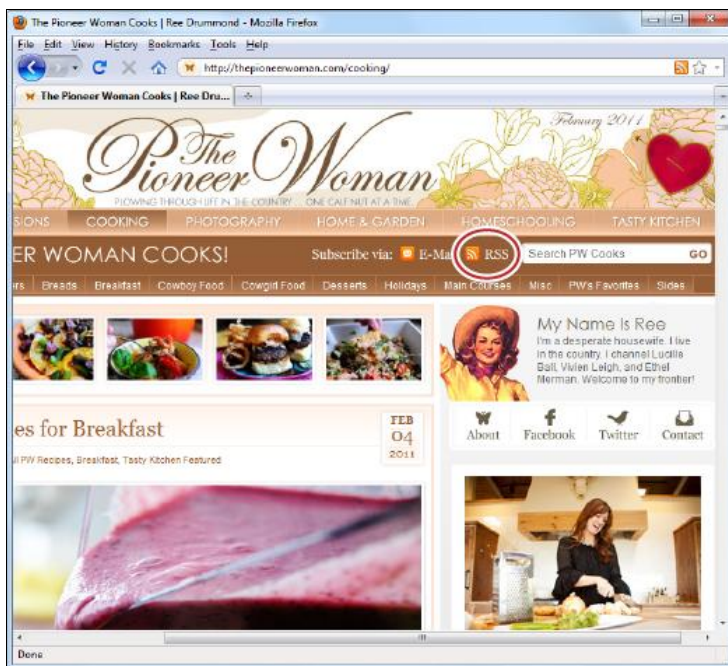 The Pioneer Woman Cooks | Ree Drummond - Mozilla Firefox
File Edit View History Bookmarks Tools Help
http://thepioneerwoman.com/cooking/
The Pioneer Woman Cooks | Ree Dru...
February 2011
The Pioneer Woman
PLOWING THROUGH LIFE IN THE COUNTRY ONE CALF NUT AT A TIME
SIONS COOKING PHOTOGRAPHY HOME & GARDEN HOMESCHOOLING TASTY KITCHEN
ER WOMAN COOKS! Subscribe via: E-Ma RSS Search PW Cooks GO
ers Breads Breakfast Cowboy Food Cowgirl Food Desserts Holidays Main Courses Misc PW's Favorites Sides
My Name Is Ree
I'm a desperate housewife. I live
in the country. I channel Lucille
Ball, Vivien Leigh, and Ethel
Merman. Welcome to my frontier!
es for Breakfast
FEB
04
2011
ll PW Recipes, Breakfast, Tasty Kitchen Featured
About Facebook Twitter Contact
Done